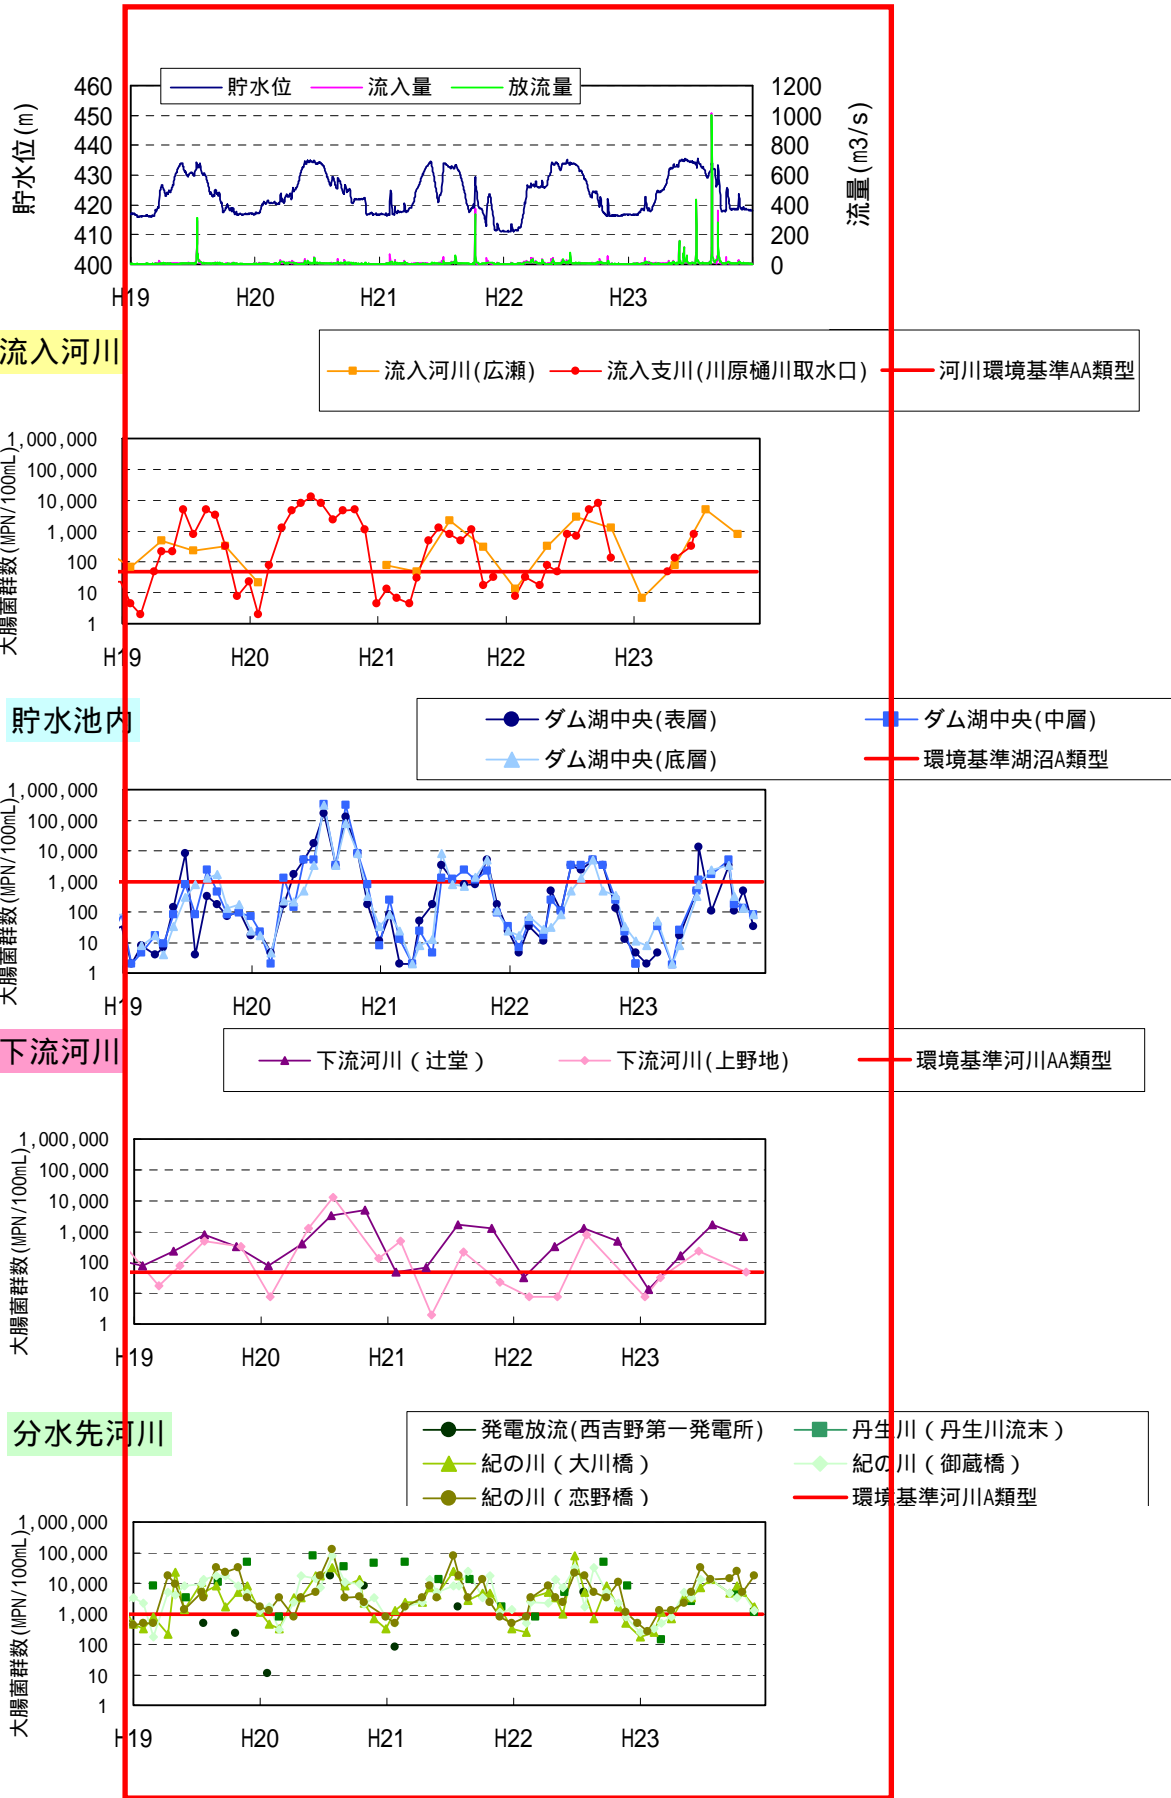 貯水位 流入量 放流量
貯水位(m)
460
450
440
430
420
410
400
1200
1000
800
600
400
200
0
流量(m3/s)
H19 H20 H21 H22 H23
流入河川
流入河川(広瀬) 流入支川(川原樋川取水口) 河川環境基準AA類型
大腸菌群数(MPN/100mL)
1,000,000
100,000
10,000
1,000
100
10
1
H19 H20 H21 H22 H23
貯水池内
ダム湖中央(表層) ダム湖中央(中層)
ダム湖中央(底層) 環境基準湖沼A類型
大腸菌群数(MPN/100mL)
1,000,000
100,000
10,000
1,000
100
10
1
H19 H20 H21 H22 H23
下流河川
下流河川(辻堂) 下流河川(上野地) 環境基準河川AA類型
大腸菌群数(MPN/100mL)
1,000,000
100,000
10,000
1,000
100
10
1
H19 H20 H21 H22 H23
分水先河川
発電放流(西吉野第一発電所) 丹生川(丹生川流末)
紀の川(大川橋) 紀の川(御蔵橋)
紀の川(恋野橋) 環境基準河川A類型
大腸菌群数(MPN/100mL)
1,000,000
100,000
10,000
1,000
100
10
1
H19 H20 H21 H22 H23